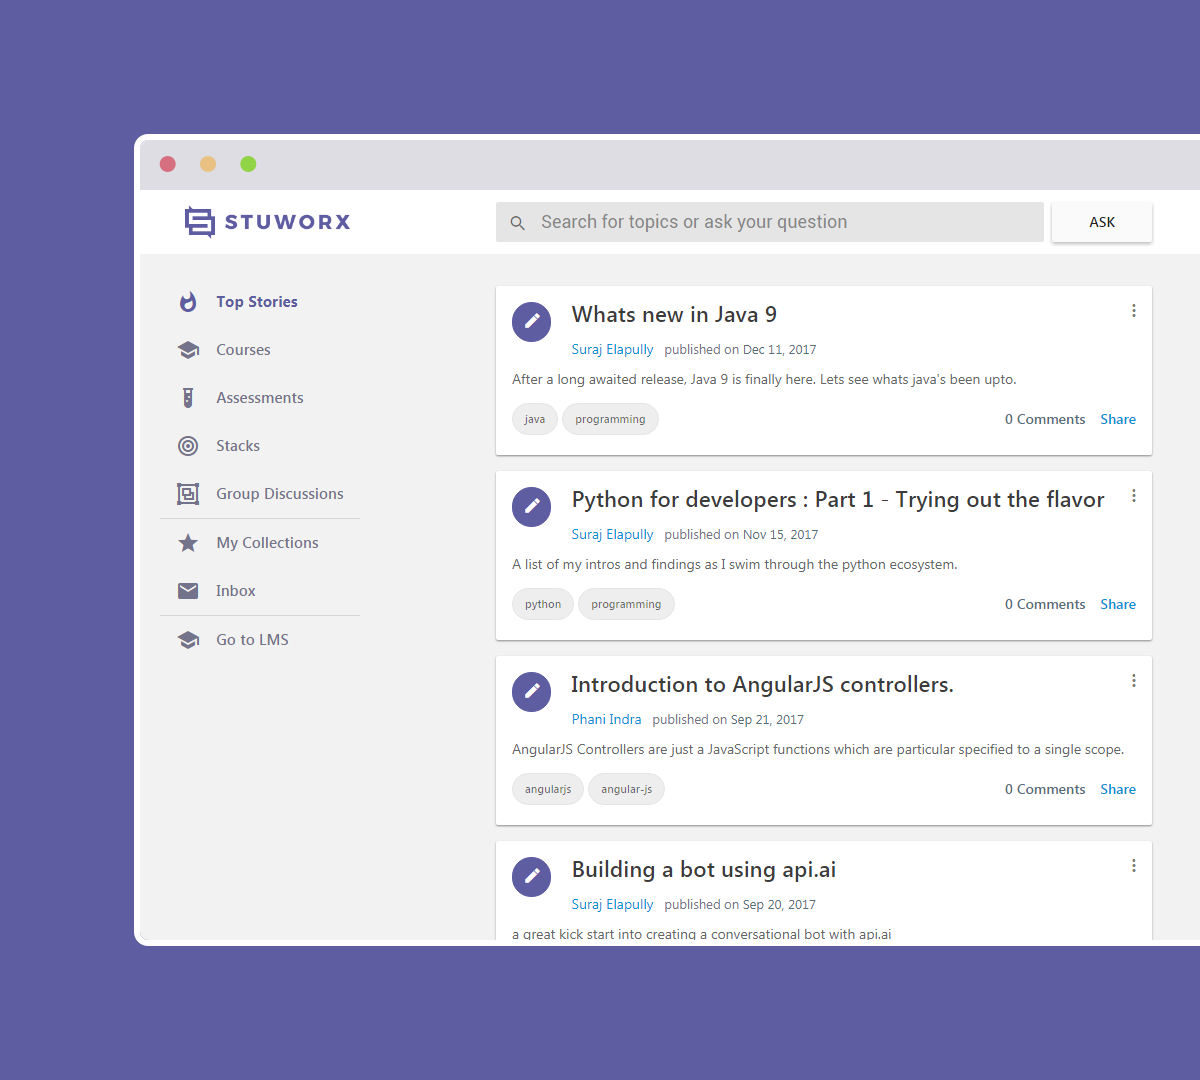 STUWORX
Search for topics or ask your question
ASK
Top Stories
Courses
Assessments
Stacks
Group Discussions
My Collections
Inbox
Go to LMS
Whats new in Java 9
Suraj Elapully published on Dec 11, 2017
After a long awaited release, Java 9 is finally here. Lets see whats java's been upto.
java programming 0 Comments Share
Python for developers : Part 1 - Trying out the flavor
Suraj Elapully published on Nov 15, 2017
A list of my intros and findings as I swim through the python ecosystem.
python programming 0 Comments Share
Introduction to AngularJS controllers.
Phani Indra published on Sep 21, 2017
AngularJS Controllers are just a JavaScript functions which are particular specified to a single scope.
angularjs angular-js 0 Comments Share
Building a bot using api.ai
Suraj Elapully published on Sep 20, 2017
a great kick start into creating a conversational bot with api.ai